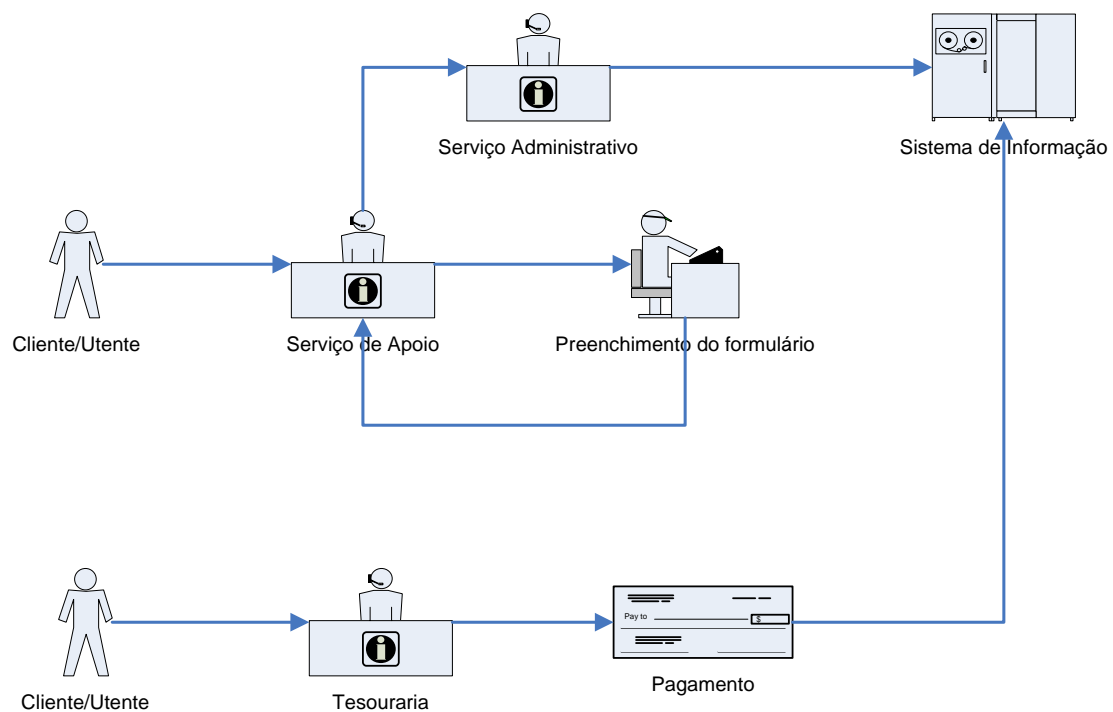 Serviço Administrativo
Sistema de Informação
Cliente/Utente
Serviço de Apoio
Preenchimento do formulário
Pay to
$
Cliente/Utente
Tesouraria
Pagamento